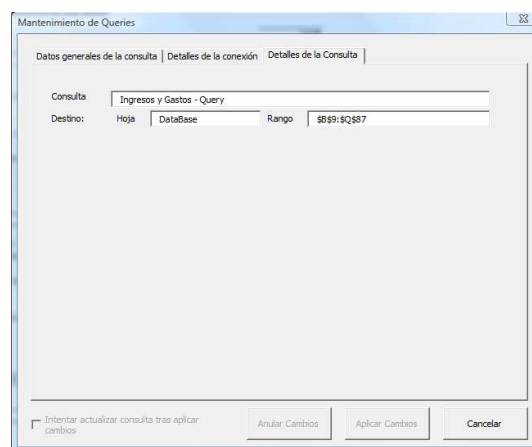 Mantenimiento de Queries
Datos generales de la consulta Detalles de la conexión Detalles de la Consulta
Consulta Ingresos y Gastos - Query
Destino: Hoja DataBase Rango $B$9:$Q$87
Intentar actualizar consulta tras aplicar cambios Anular Cambios Aplicar Cambios Cancelar